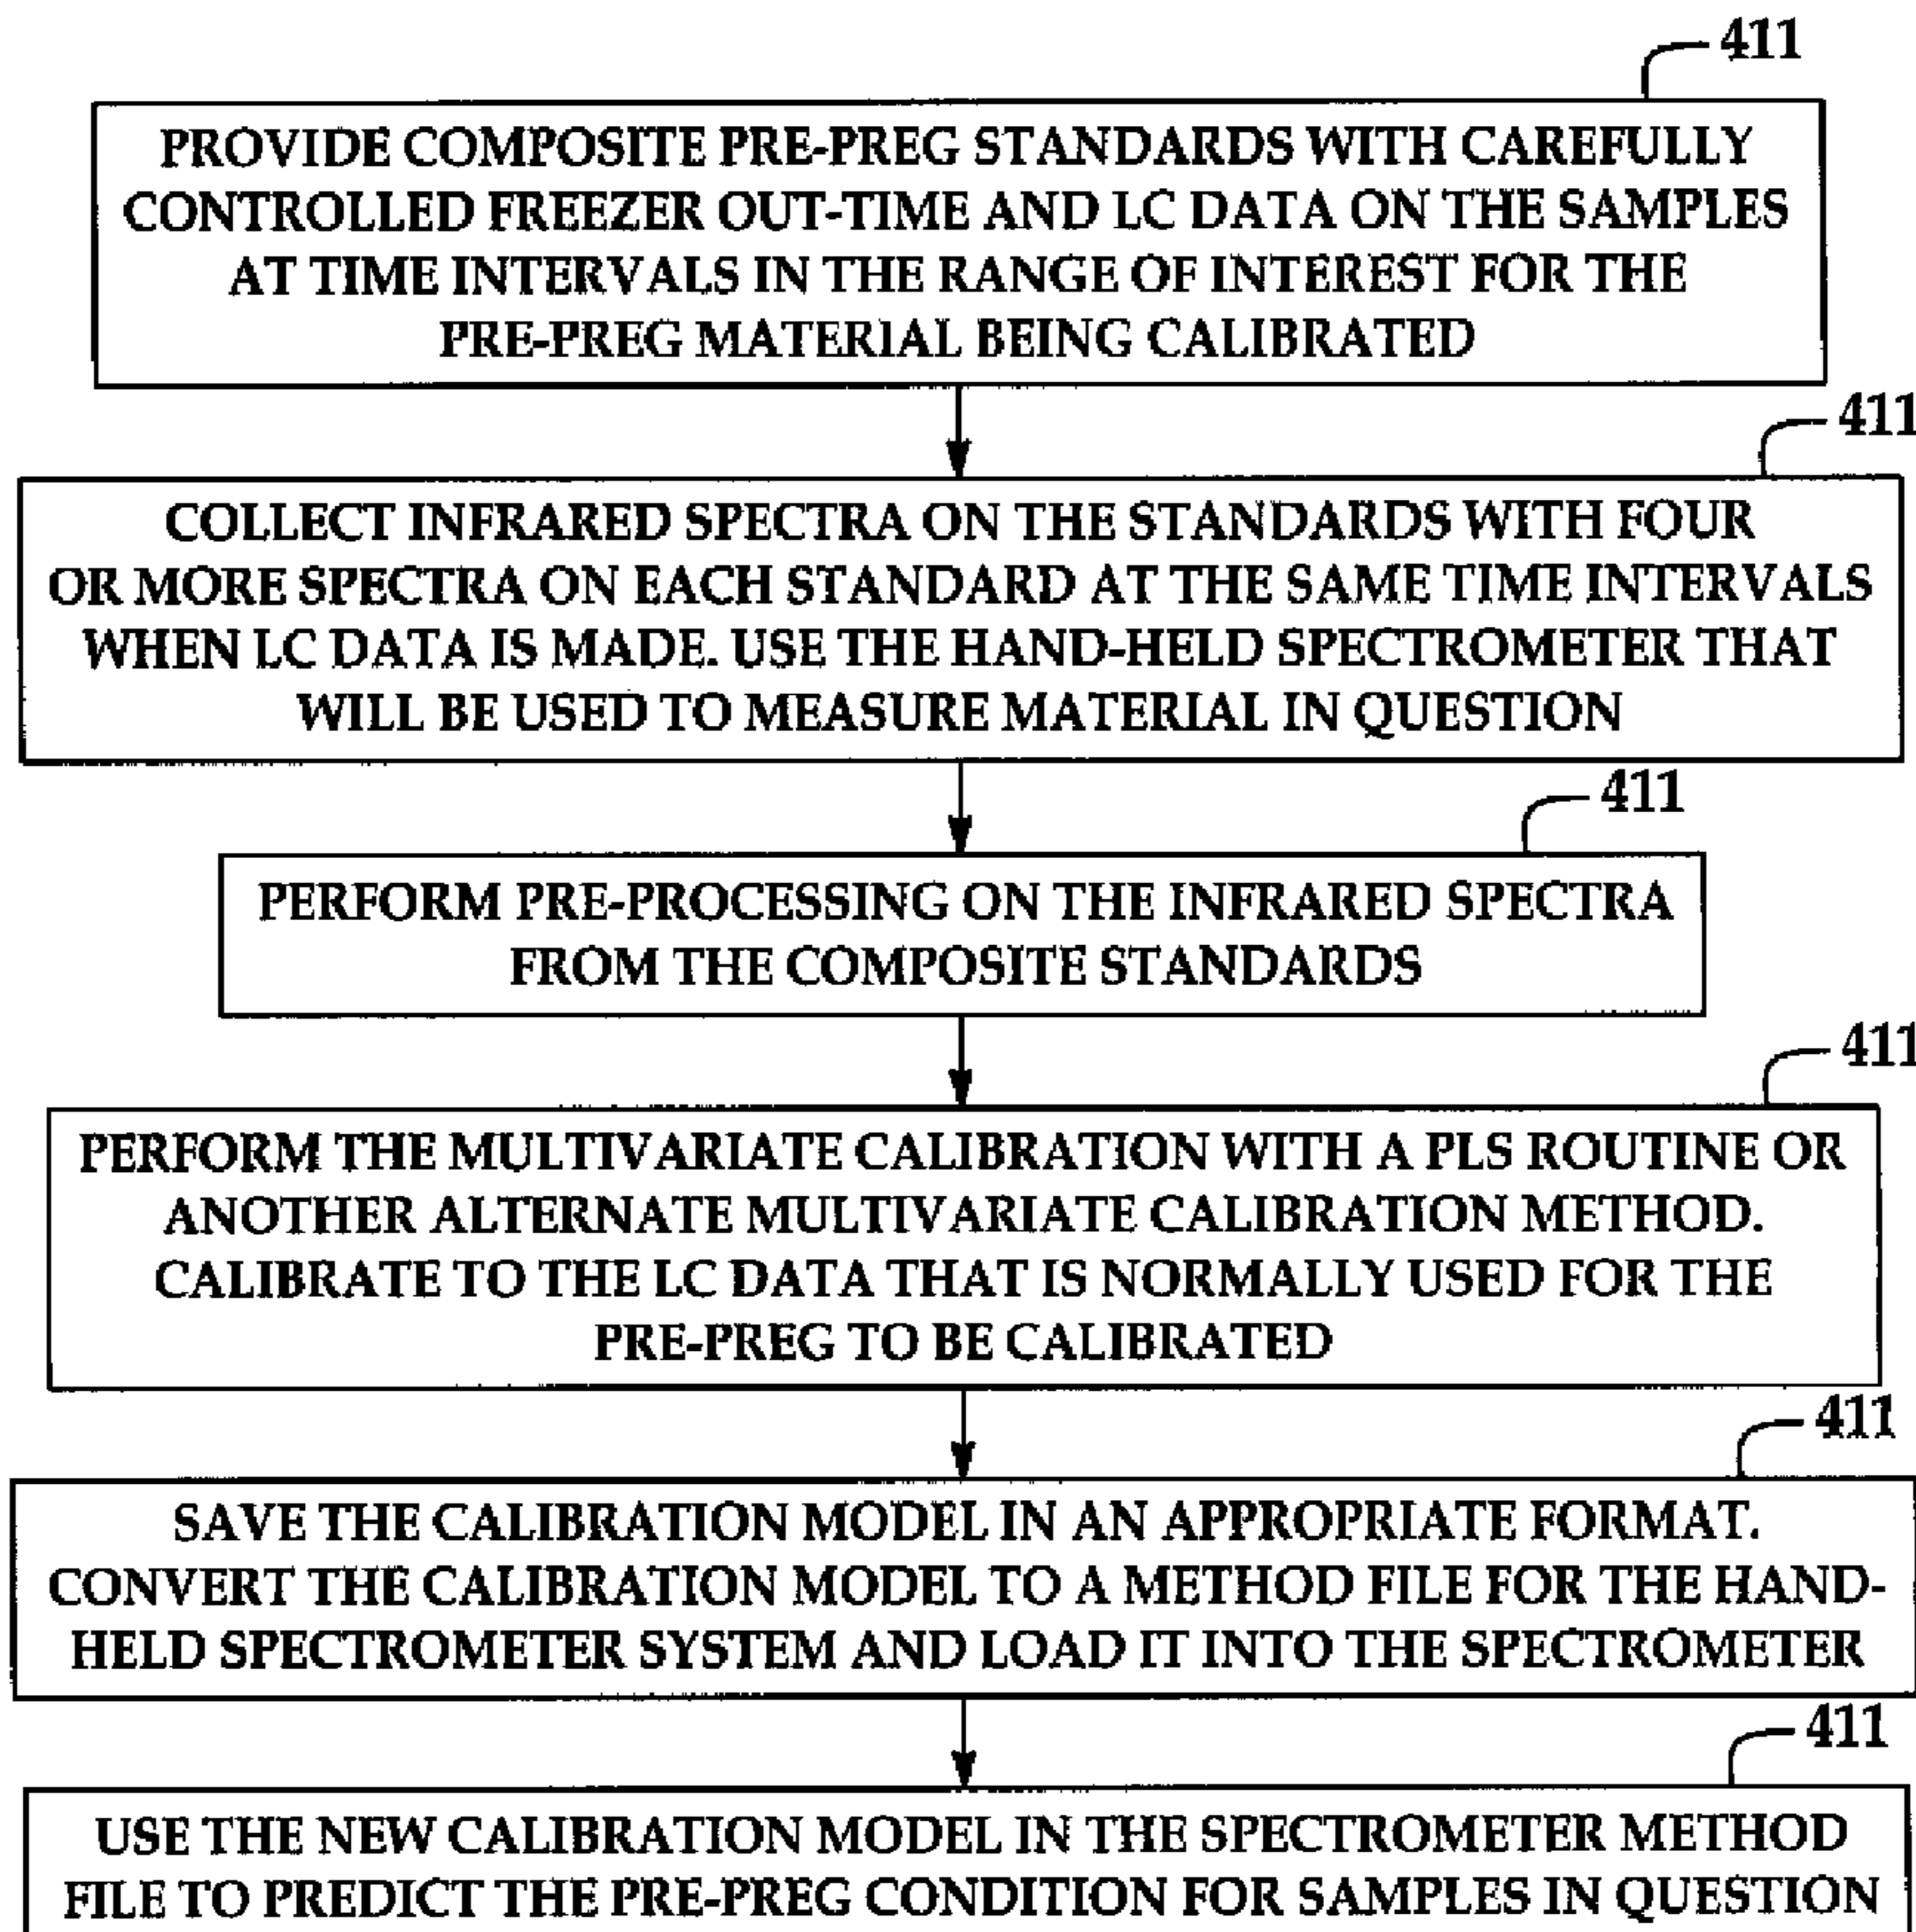 411
PROVIDE COMPOSITE PRE-PREG STANDARDS WITH CAREFULLY
CONTROLLED FREEZER OUT-TIME AND LC DATA ON THE SAMPLES
AT TIME INTERVALS IN THE RANGE OF INTEREST FOR THE
PRE-PREG MATERIAL BEING CALIBRATED
411
COLLECT INFRARED SPECTRA ON THE STANDARDS WITH FOUR
OR MORE SPECTRA ON EACH STANDARD AT THE SAME TIME INTERVALS
WHEN LC DATA IS MADE. USE THE HAND-HELD SPECTROMETER THAT
WILL BE USED TO MEASURE MATERIAL IN QUESTION
411
PERFORM PRE-PROCESSING ON THE INFRARED SPECTRA
FROM THE COMPOSITE STANDARDS
411
PERFORM THE MULTIVARIATE CALIBRATION WITH A PLS ROUTINE OR
ANOTHER ALTERNATE MULTIVARIATE CALIBRATION METHOD.
CALIBRATE TO THE LC DATA THAT IS NORMALLY USED FOR THE
PRE-PREG TO BE CALIBRATED
411
SAVE THE CALIBRATION MODEL IN AN APPROPRIATE FORMAT.
CONVERT THE CALIBRATION MODEL TO A METHOD FILE FOR THE HAND-
HELD SPECTROMETER SYSTEM AND LOAD IT INTO THE SPECTROMETER
411
USE THE NEW CALIBRATION MODEL IN THE SPECTROMETER METHOD
FILE TO PREDICT THE PRE-PREG CONDITION FOR SAMPLES IN QUESTION